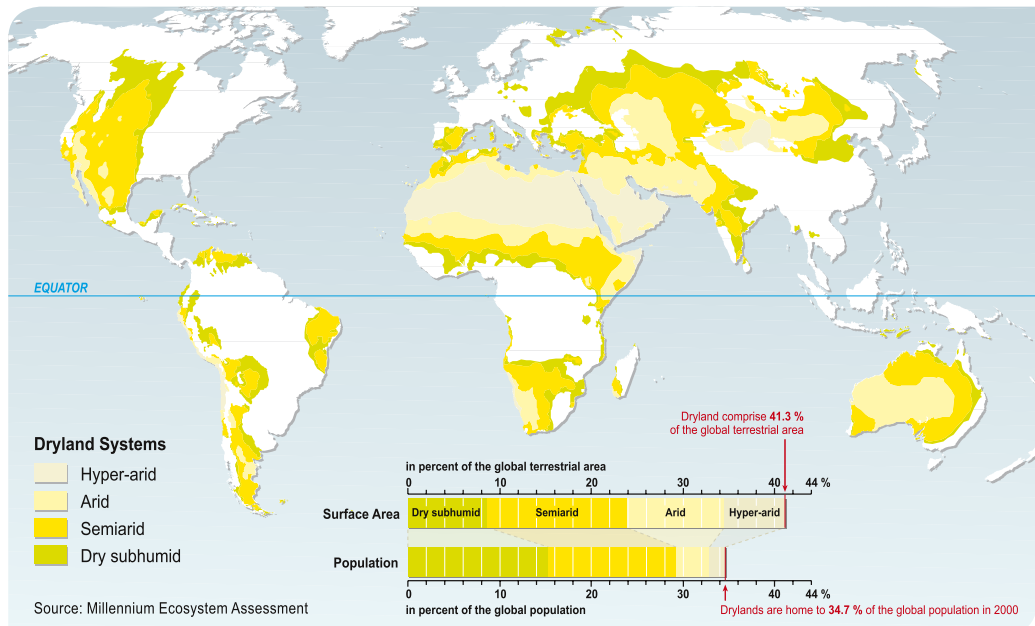 EQUATOR
Dryland Systems
Hyper-arid
Arid
Semiarid
Dry subhumid
Source: Millennium Ecosystem Assessment
Dryland comprise 41.3 %
of the global terrestrial area
in percent of the global terrestrial area
0 10 20 30 40 44 %
Surface Area Dry subhumid Semiarid Arid Hyper-arid
Population
0 10 20 30 40 44 %
in percent of the global population
Drylands are home to 34.7 % of the global population in 2000